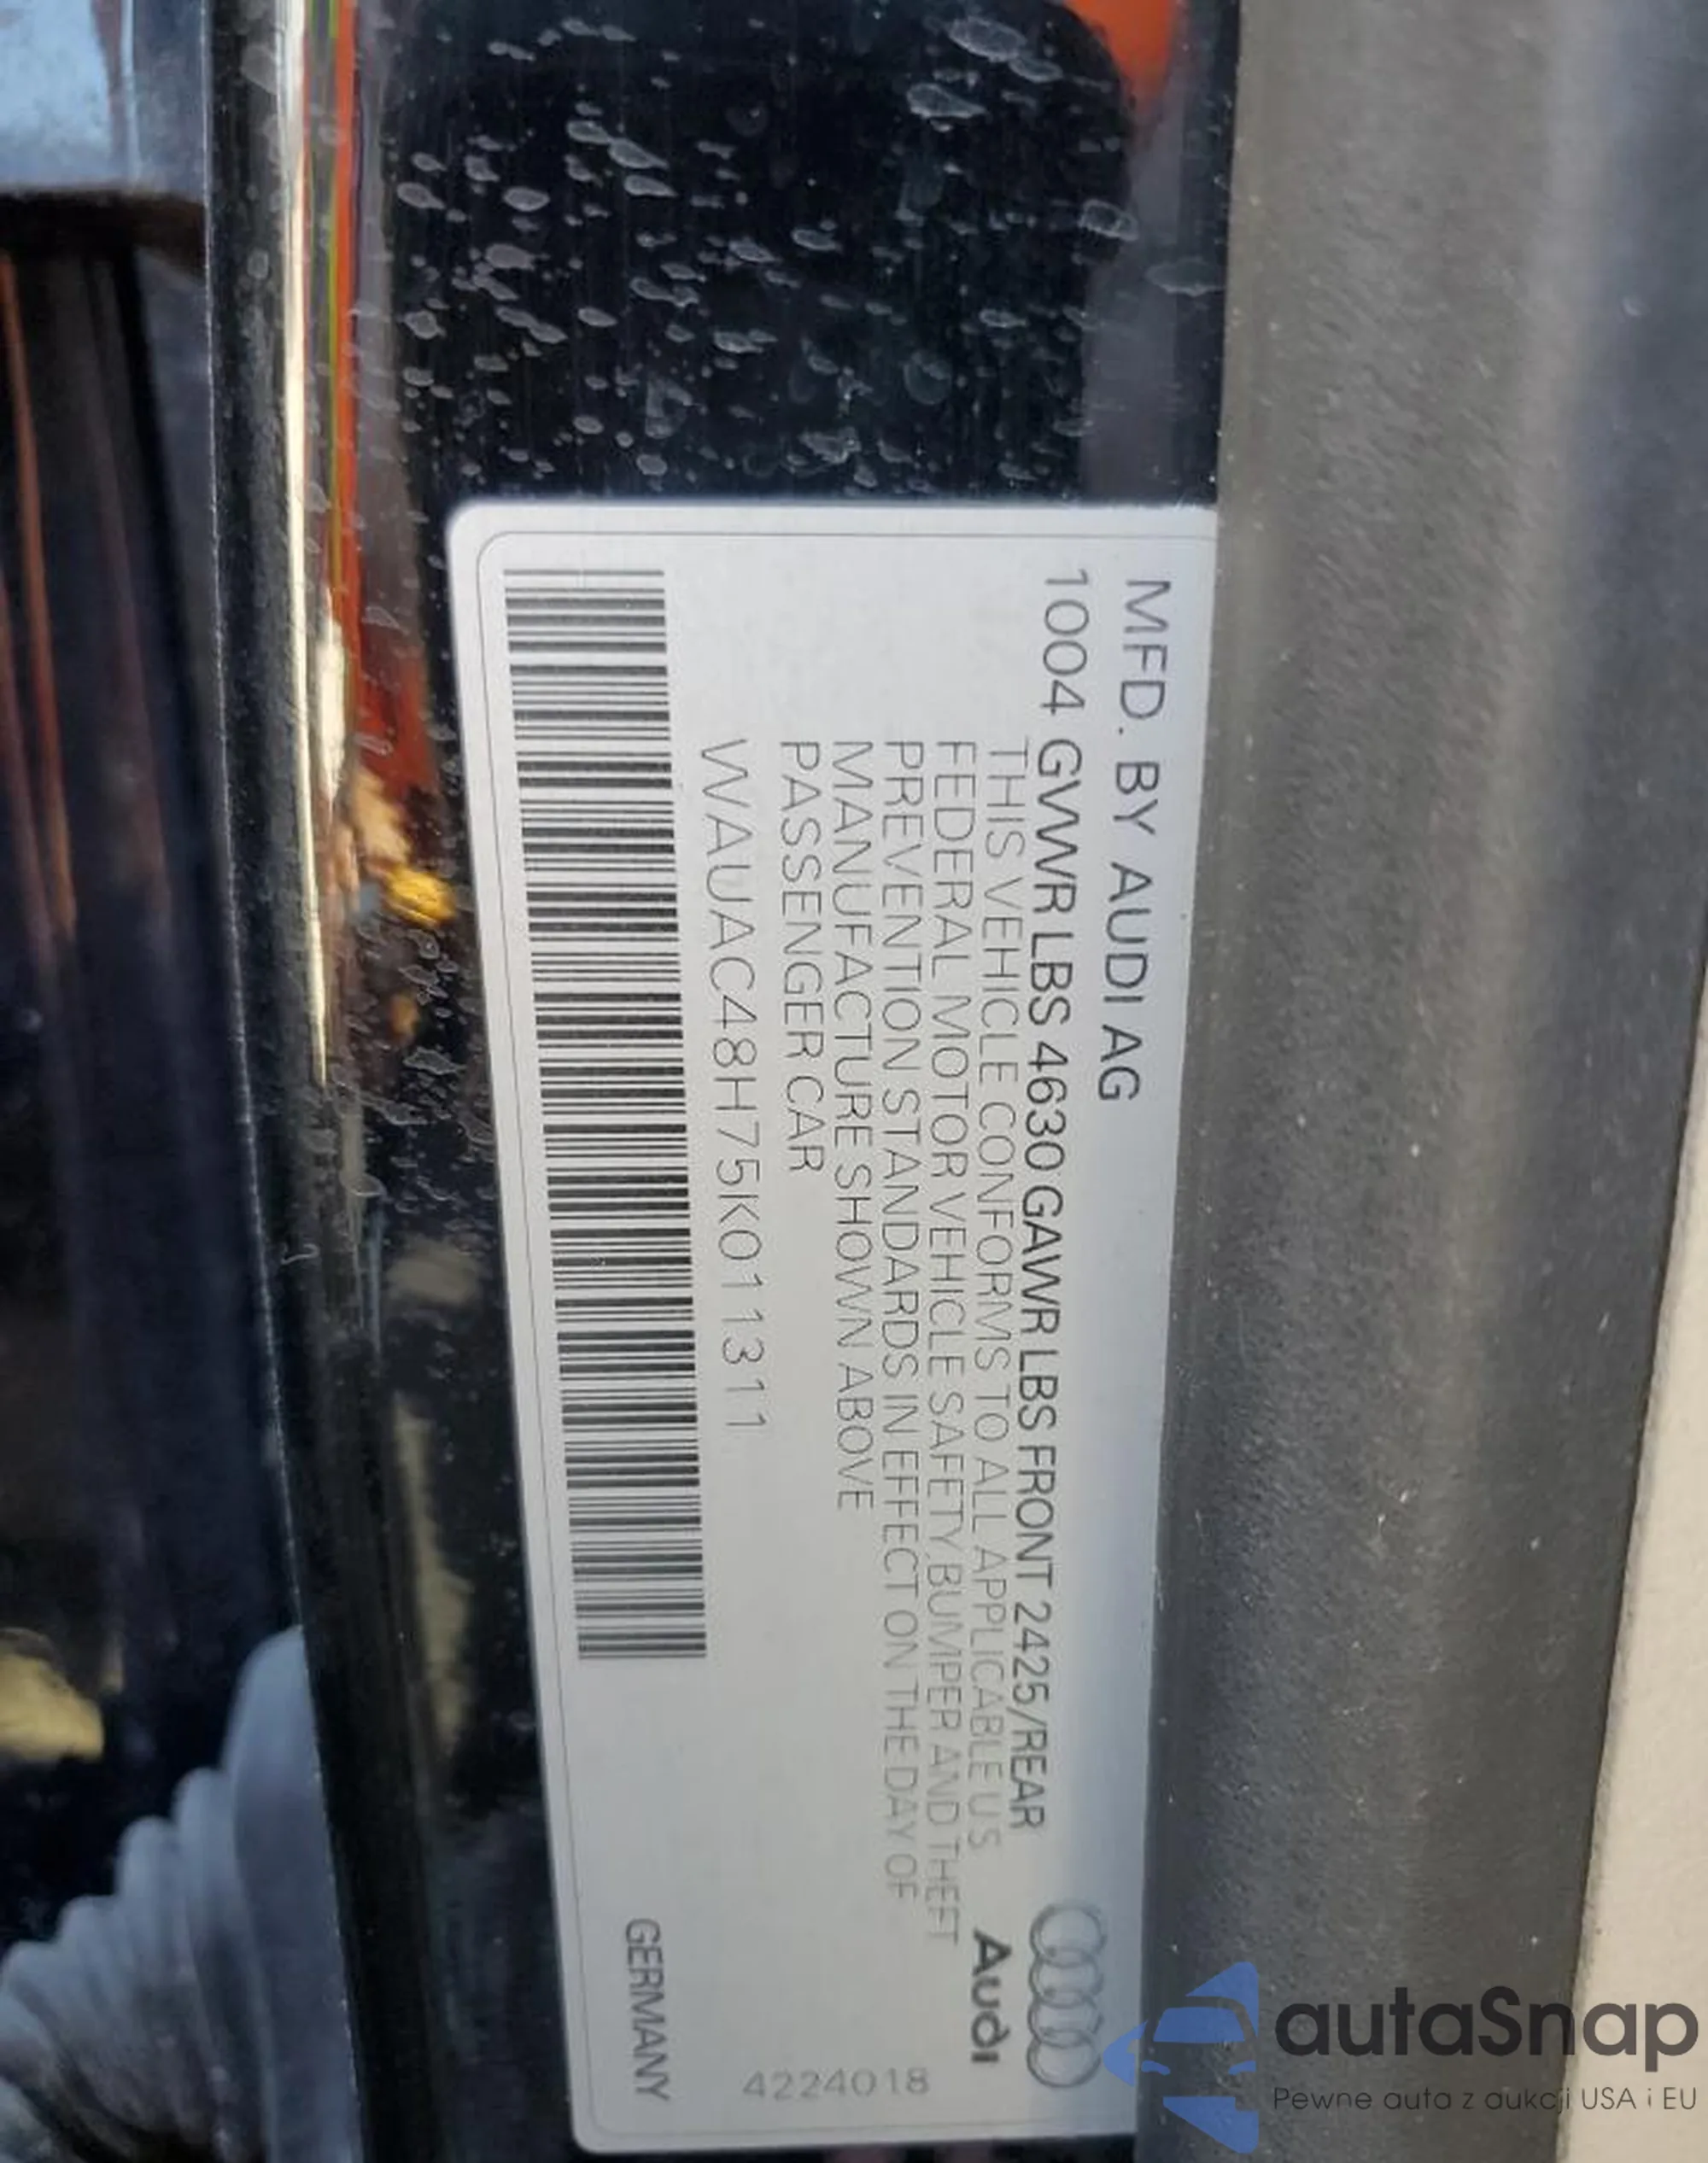 MFD. BY AUDI AG
1004 GVWR LBS 4630 GAWR LBS FRONT 2425/REAR
THIS VEHICLE CONFORMS TO ALL APPLICABLE U S
FEDERAL MOTOR VEHICLE SAFETY, BUMPER AND THEFT
PREVENTION STANDARDS IN EFFECT ON THE DAY OF
MANUFACTURE SHOWN ABOVE
PASSENGER CAR
WAUAC48H75K011311
Audi
4224018
GERMANY
autaSnap
Pewne auta z aukcji USA i EU